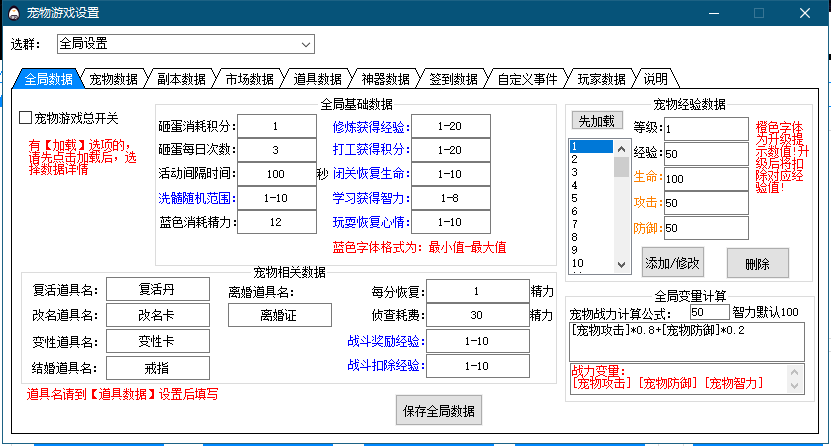 宠物游戏设置
选群： 全局设置
全局数据 宠物数据 副本数据 市场数据 道具数据 神器数据 签到数据 自定义事件 玩家数据 说明
宠物游戏总开关
有【加载】选项的，
请先点击加载后，选
择数据详情
全局基础数据
砸蛋消耗积分： 1 修炼获得经验： 1-20
砸蛋每日次数： 3 打工获得积分： 1-20
活动间隔时间： 100 秒 闭关恢复生命： 1-10
洗髓随机范围： 1-10 学习获得智力： 1-8
蓝色消耗精力： 12 玩耍恢复心情： 1-10
蓝色字体格式为：最小值-最大值
宠物经验数据
先加载
1
2
3
4
5
6
7
8
9
10
等级： 1
经验： 50
生命： 100
攻击： 50
防御： 50
橙色字体
为升级提
示数值!升
级后将扣
除对应经
验值!
添加/修改 删除
宠物相关数据
复活道具名： 复活丹 离婚道具名： 每分恢复： 1 精力
改名道具名： 改名卡 离婚证 侦查耗费： 30 精力
变性道具名： 变性卡 战斗奖励经验： 1-10
结婚道具名： 戒指 战斗扣除经验： 1-10
道具名请到【道具数据】设置后填写
保存全局数据
全局变量计算
宠物战力计算公式： 50 智力默认100
[宠物攻击]*0.8+[宠物防御]*0.2
战力变量：
[宠物攻击] [宠物防御] [宠物智力]